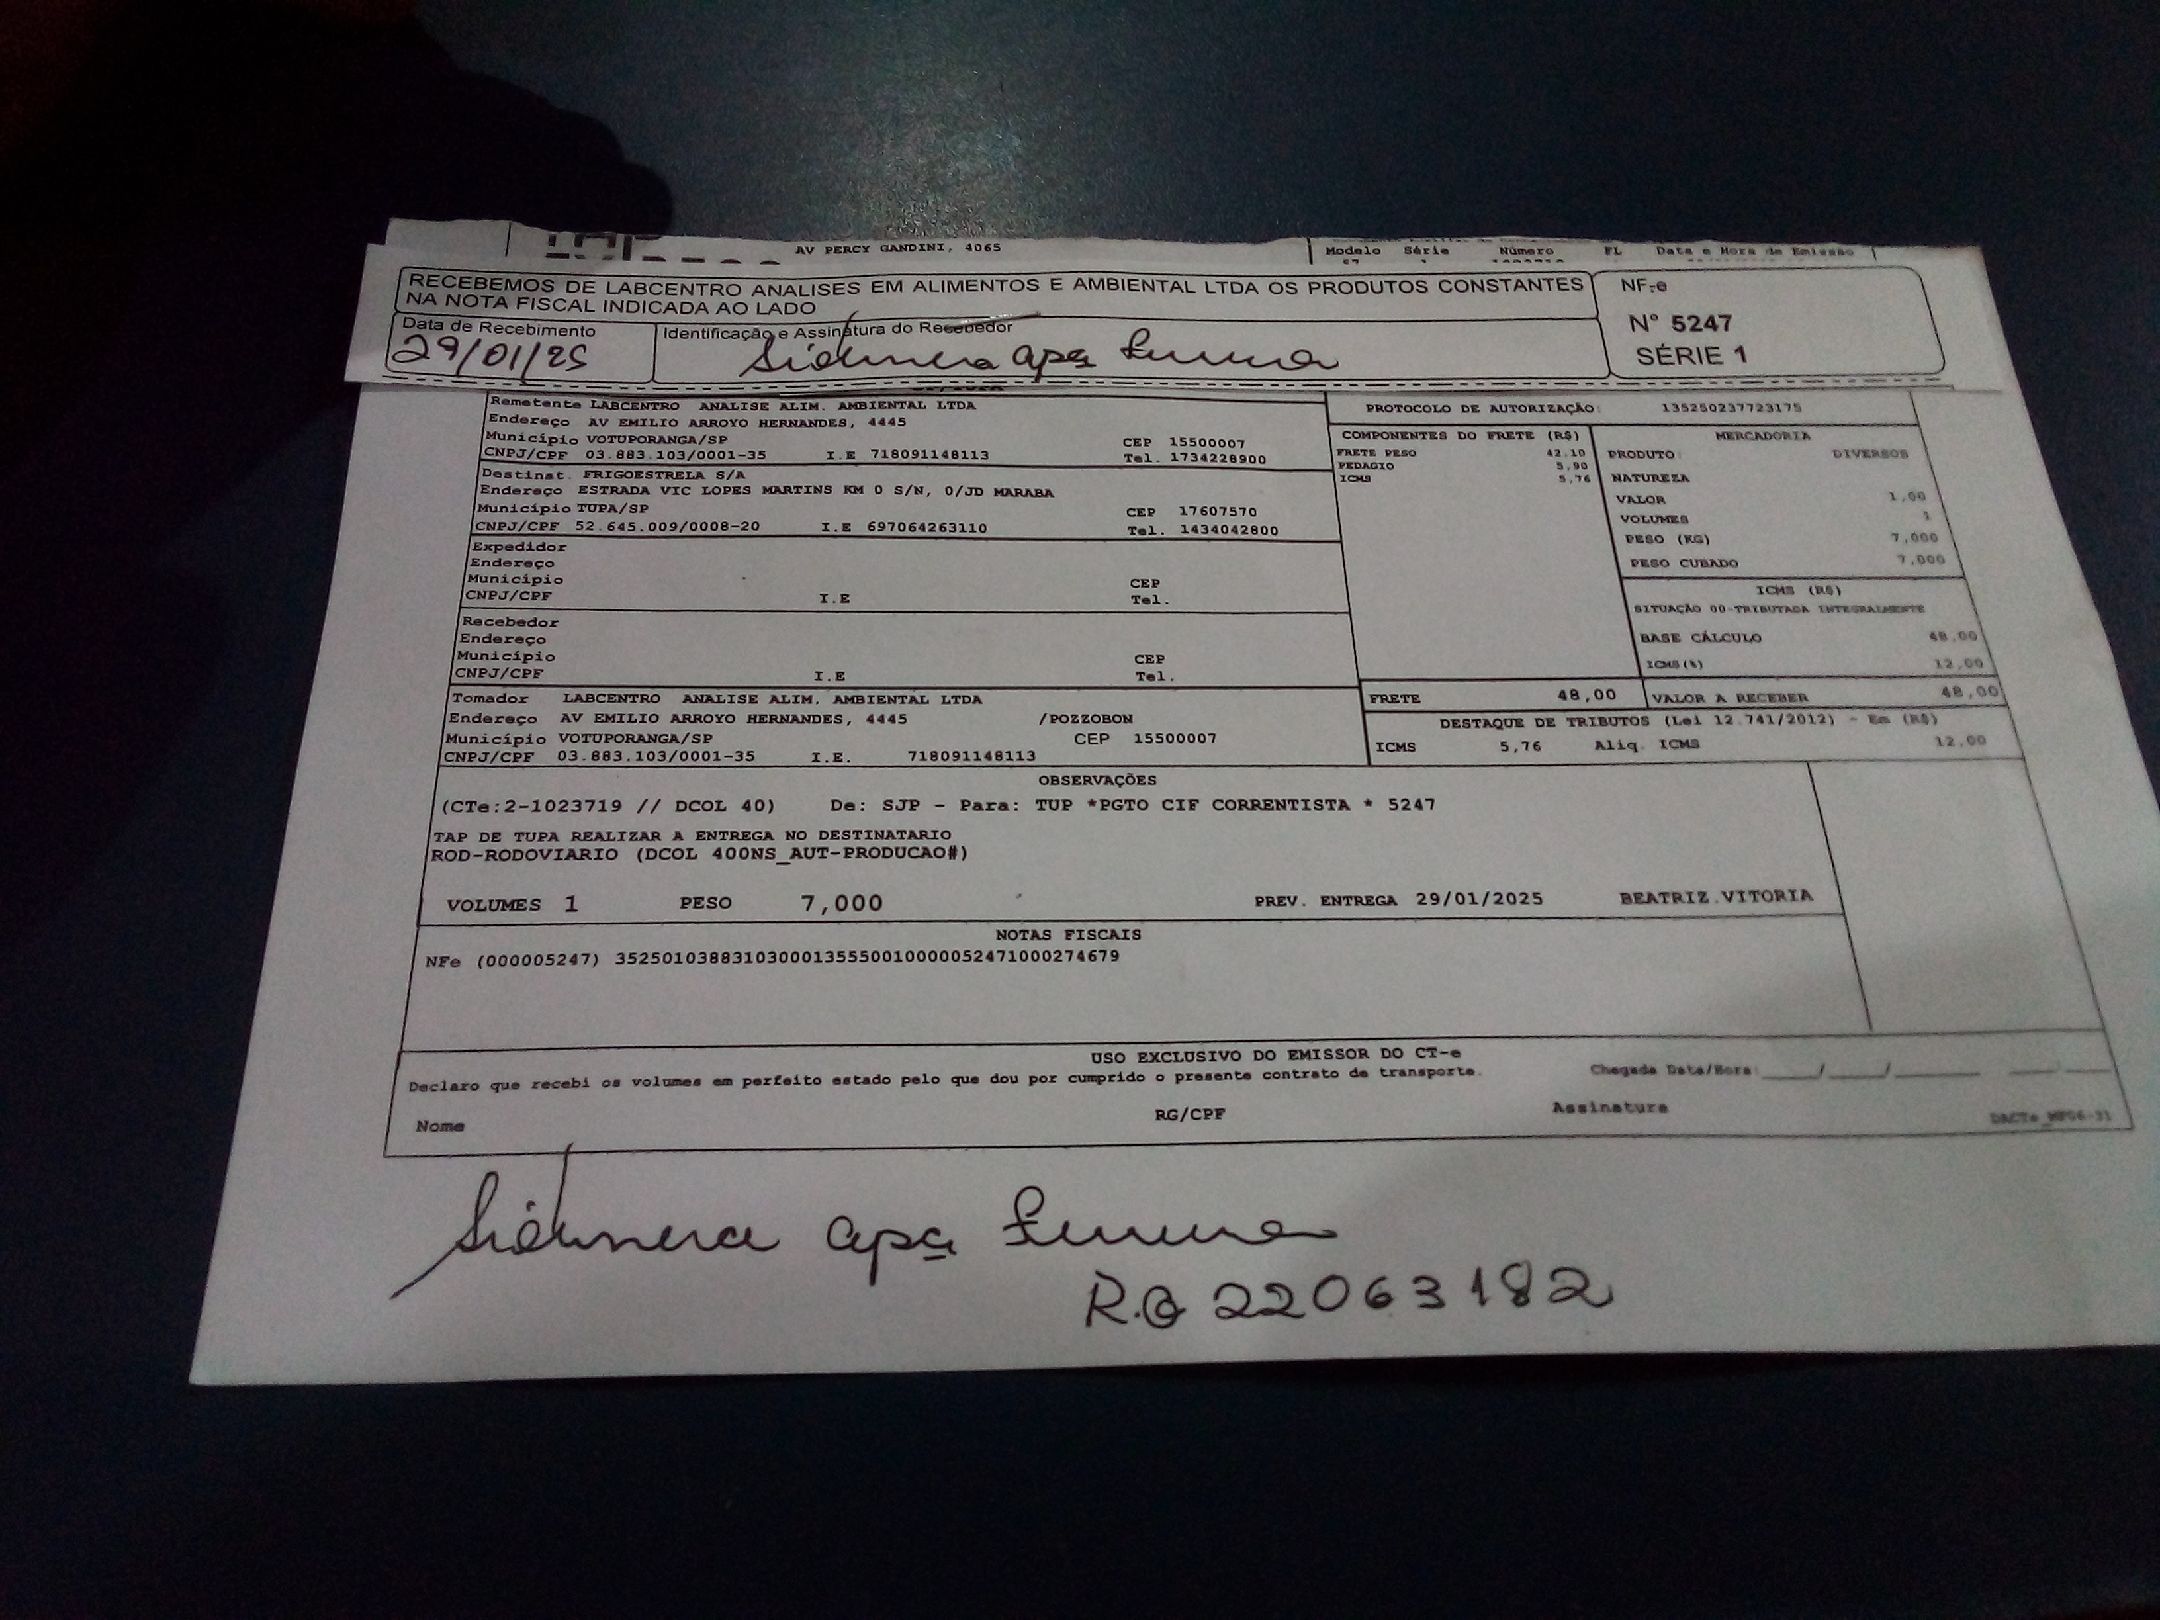 AV PERCY GANDINI, 4065
Modelo Série Número FL Data e Hora de Emissão
RECEBEMOS DE LABCENTRO ANALISES EM ALIMENTOS E AMBIENTAL LTDA OS PRODUTOS CONSTANTES
NA NOTA FISCAL INDICADA AO LADO
NF-e
Nº 5247
SÉRIE 1
Data de Recebimento
29/01/25
Identificação e Assinatura do Recebedor
apª
Remetente LABCENTRO ANALISE ALIM. AMBIENTAL LTDA
Endereço AV EMILIO ARROYO HERNANDES, 4445
Município VOTUPORANGA/SP CEP 15500007
CNPJ/CPF 03.883.103/0001-35 I.E 718091148113 Tel. 1734228900
Destinat. FRIGOESTRELA S/A
Endereço ESTRADA VIC LOPES MARTINS KM 0 S/N, 0/JD MARABA
Município TUPA/SP CEP 17607570
CNPJ/CPF 52.645.009/0008-20 I.E 697064263110 Tel. 1434042800
Expedidor
Endereço
Município CEP
CNPJ/CPF I.E Tel.
Recebedor
Endereço
Município CEP
CNPJ/CPF I.E Tel.
Tomador LABCENTRO ANALISE ALIM. AMBIENTAL LTDA
Endereço AV EMILIO ARROYO HERNANDES, 4445 /POZZOBON
Município VOTUPORANGA/SP CEP 15500007
CNPJ/CPF 03.883.103/0001-35 I.E. 718091148113
PROTOCOLO DE AUTORIZAÇÃO: 135250237723175
COMPONENTES DO FRETE (R$)
FRETE PESO 42,10
PEDAGIO 5,90
ICMS 5,76
MERCADORIA
PRODUTO: DIVERSOS
NATUREZA
VALOR 1,00
VOLUMES 1
PESO (KG) 7,000
PESO CUBADO 7,000
ICMS (R$)
SITUAÇÃO 00-TRIBUTADA INTEGRALMENTE
BASE CÁLCULO 48,00
ICMS(%) 12,00
FRETE 48,00 VALOR A RECEBER 48,00
DESTAQUE DE TRIBUTOS (Lei 12.741/2012) - Em (R$)
ICMS 5,76 Aliq. ICMS 12,00
OBSERVAÇÕES
(CTe:2-1023719 // DCOL 40) De: SJP - Para: TUP *PGTO CIF CORRENTISTA * 5247
TAP DE TUPA REALIZAR A ENTREGA NO DESTINATARIO
ROD-RODOVIARIO (DCOL 400NS_AUT-PRODUCAO#)
VOLUMES 1 PESO 7,000 PREV. ENTREGA 29/01/2025 BEATRIZ.VITORIA
NOTAS FISCAIS
NFe (000005247) 35250103883103000135550010000052471000274679
USO EXCLUSIVO DO EMISSOR DO CT-e
Declaro que recebi os volumes em perfeito estado pelo que dou por cumprido o presente contrato de transporte. Chegada Data/Hora: ____/____/______ ____:____
Nome RG/CPF Assinatura
apª
R.G 22063182